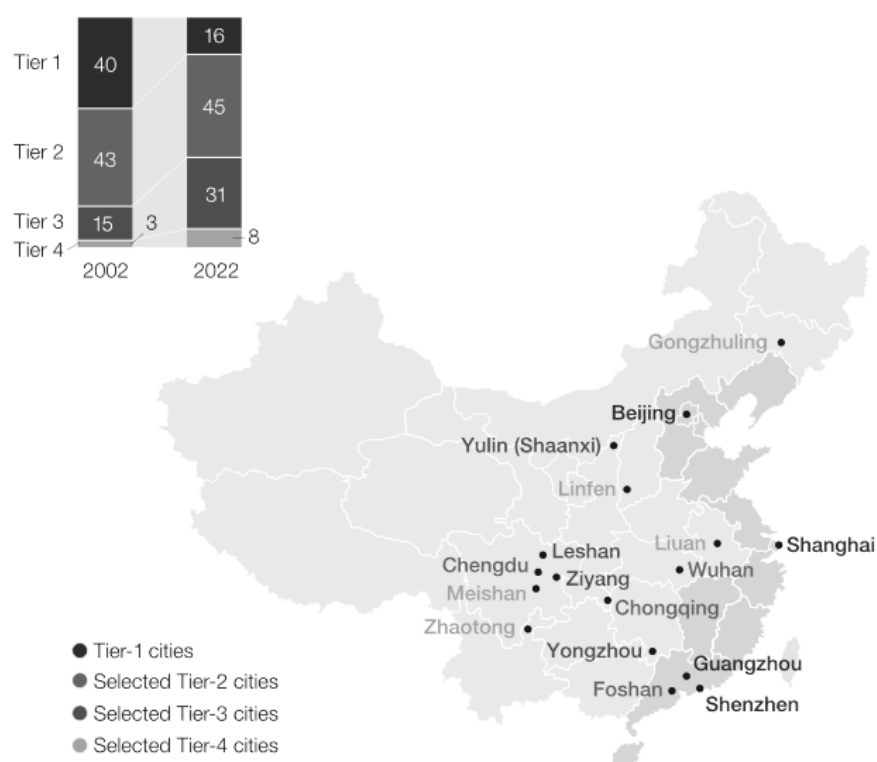 Tier 1
40
16
Tier 2
43
45
Tier 3
15
3
31
Tier 4
8
2002
2022
Gongzhuling
Beijing
Yulin (Shaanxi)
Linfen
Liuan
Shanghai
Leshan
Chengdu
Wuhan
Ziyang
Meishan
Chongqing
Zhaotong
Yongzhou
Guangzhou
Foshan
Shenzhen
Tier-1 cities
Selected Tier-2 cities
Selected Tier-3 cities
Selected Tier-4 cities